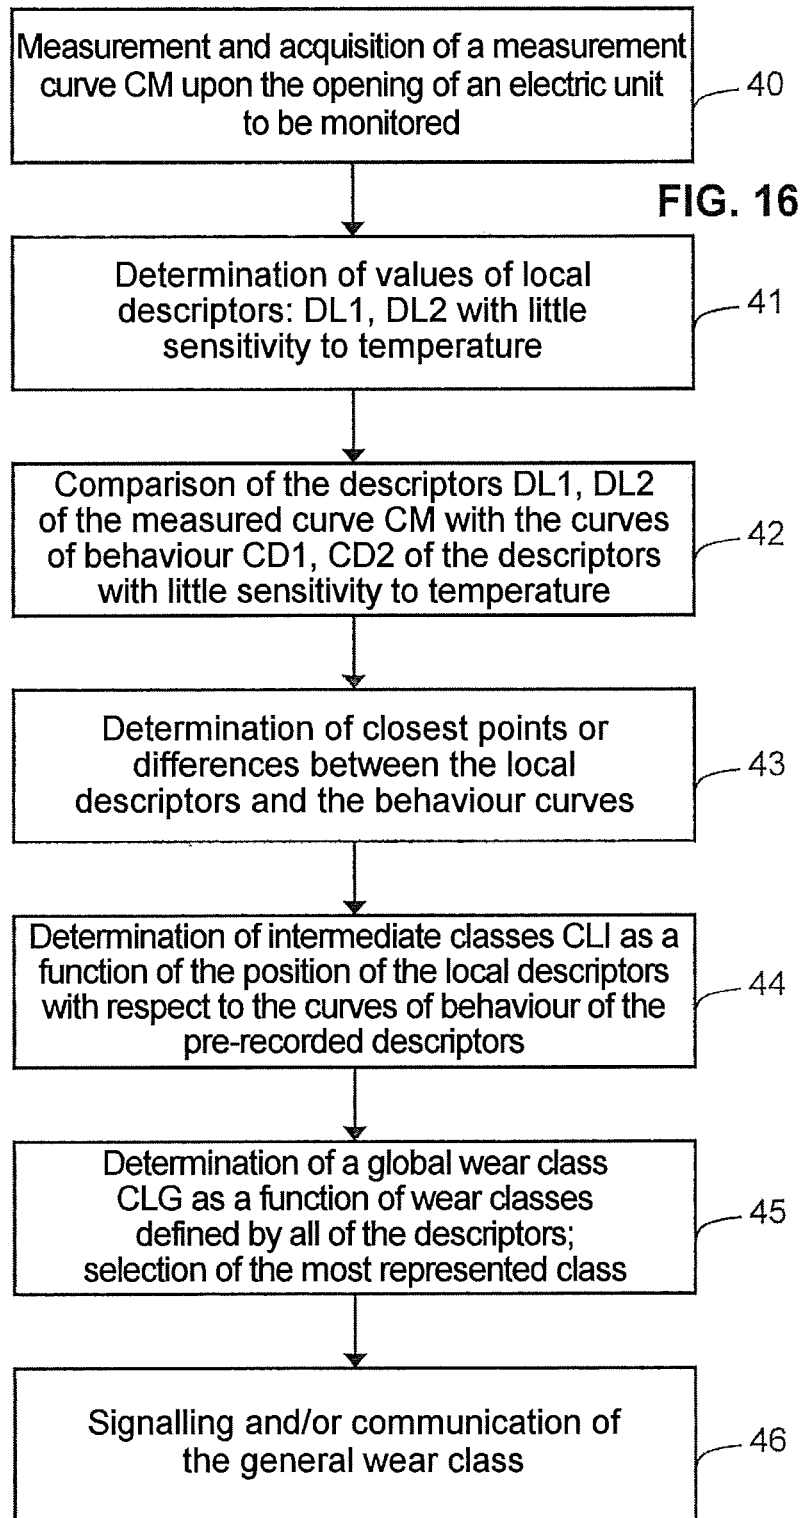 Measurement and acquisition of a measurement
curve CM upon the opening of an electric unit
to be monitored
40
FIG. 16
Determination of values of local
descriptors: DL1, DL2 with little
sensitivity to temperature
41
Comparison of the descriptors DL1, DL2
of the measured curve CM with the curves
of behaviour CD1, CD2 of the descriptors
with little sensitivity to temperature
42
Determination of closest points or
differences between the local
descriptors and the behaviour curves
43
Determination of intermediate classes CLI as a
function of the position of the local descriptors
with respect to the curves of behaviour of the
pre-recorded descriptors
44
Determination of a global wear class
CLG as a function of wear classes
defined by all of the descriptors;
selection of the most represented class
45
Signalling and/or communication of
the general wear class
46